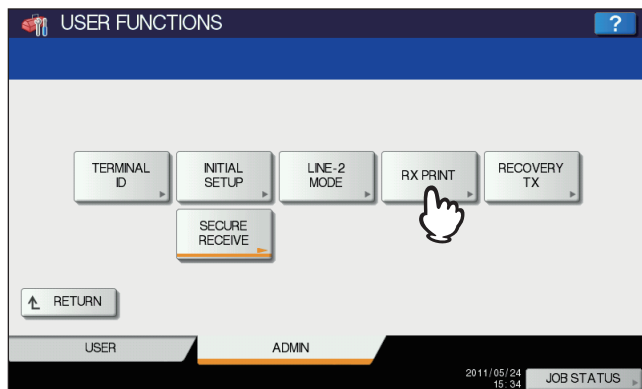 USER FUNCTIONS
?
TERMINAL
ID
INITIAL
SETUP
LINE-2
MODE
RX PRINT
RECOVERY
TX
SECURE
RECEIVE
RETURN
USER
ADMIN
2011/05/24
15:34
JOB STATUS